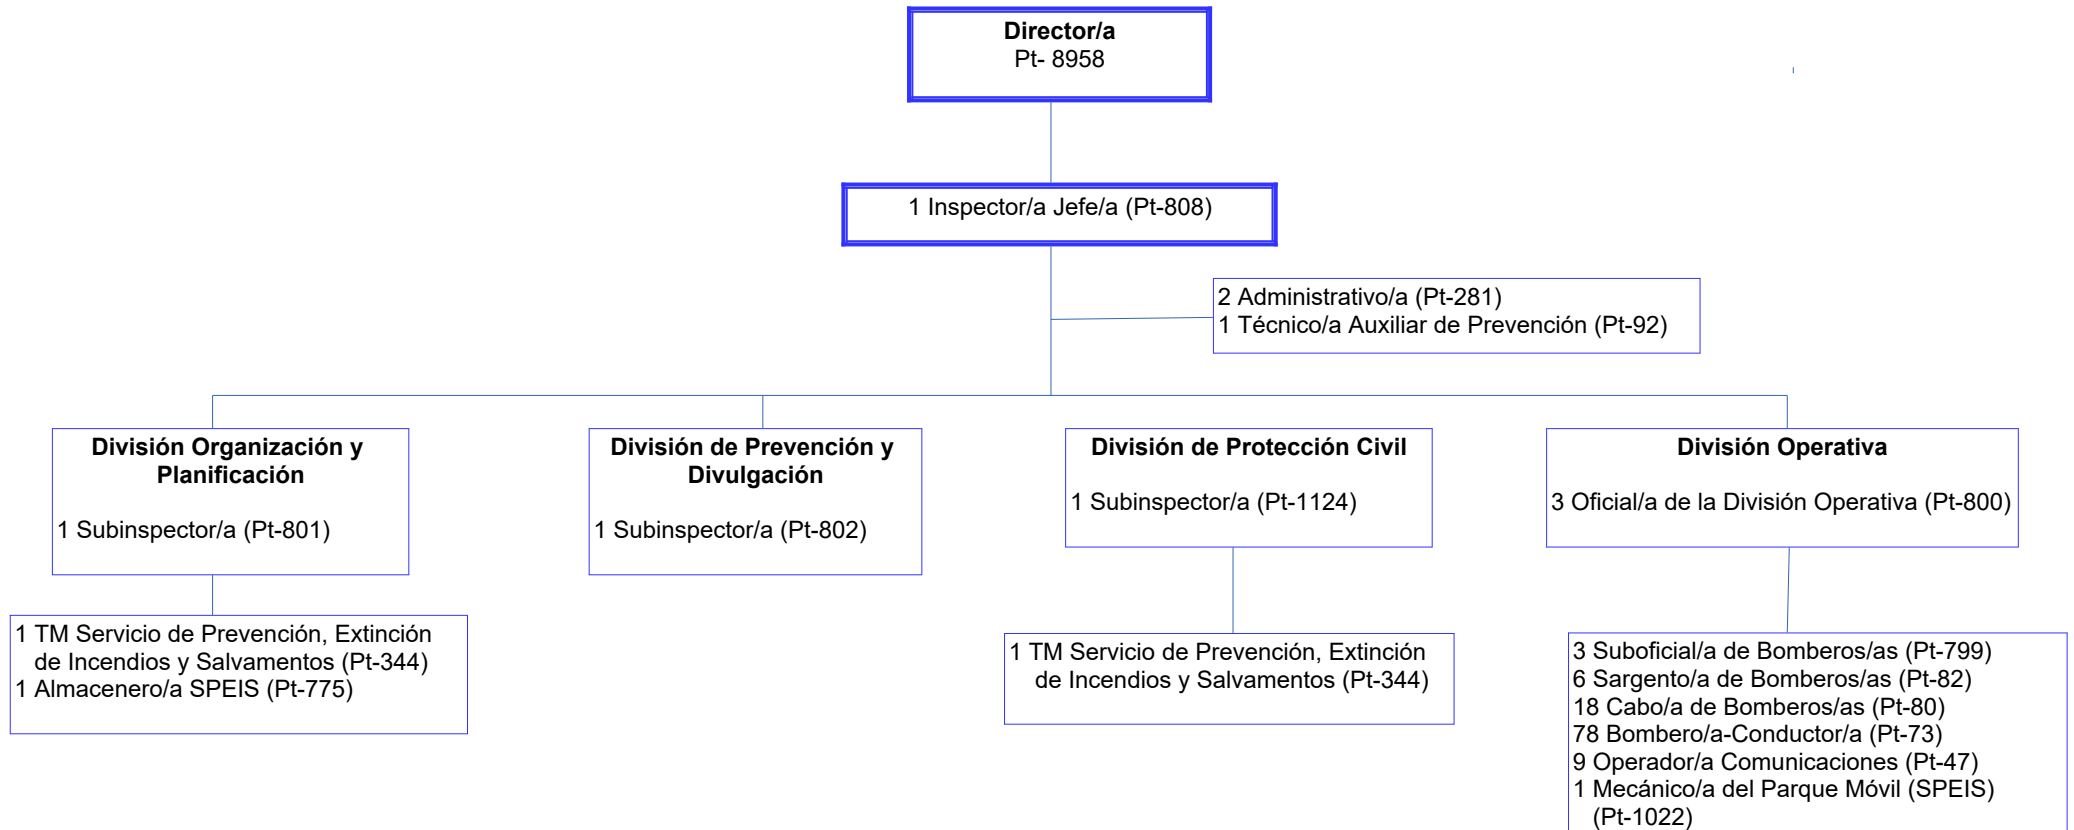 Director/a
Pt- 8958
1 Inspector/a Jefe/a (Pt-808)
2 Administrativo/a (Pt-281)
1 Técnico/a Auxiliar de Prevención (Pt-92)
División Organización y
Planificación
1 Subinspector/a (Pt-801)
División de Prevención y
Divulgación
1 Subinspector/a (Pt-802)
División de Protección Civil
1 Subinspector/a (Pt-1124)
División Operativa
3 Oficial/a de la División Operativa (Pt-800)
1 TM Servicio de Prevención, Extinción
de Incendios y Salvamentos (Pt-344)
1 Almacenero/a SPEIS (Pt-775)
1 TM Servicio de Prevención, Extinción
de Incendios y Salvamentos (Pt-344)
3 Suboficial/a de Bomberos/as (Pt-799)
6 Sargento/a de Bomberos/as (Pt-82)
18 Cabo/a de Bomberos/as (Pt-80)
78 Bombero/a-Conductor/a (Pt-73)
9 Operador/a Comunicaciones (Pt-47)
1 Mecánico/a del Parque Móvil (SPEIS)
(Pt-1022)